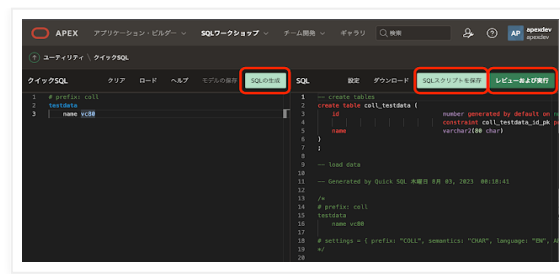 APEX アプリケーション・ビルダー SQLワークショップ チーム開発 ギャラリ 検索 AP apexdev
apexdev
ユーティリティ \ クイックSQL
クイックSQL クリア ロード ヘルプ モデルの保存 SQLの生成 SQL 設定 ダウンロード SQLスクリプトを保存 レビューおよび実行
1 # prefix: coll
2 testdata
3 name vc80
1 -- create tables
2 create table coll_testdata (
3 id number generated by default on
4 constraint coll_testdata_id_pk
5 name varchar2(80 char)
6 )
7 ;
8
9 -- load data
10
11 -- Generated by Quick SQL 木曜日 8月 03, 2023 00:18:41
12
13 /*
14 # prefix: coll
15 testdata
16 name vc80
17
18 # settings = { prefix: "COLL", semantics: "CHAR", language: "EN",
19 */
20